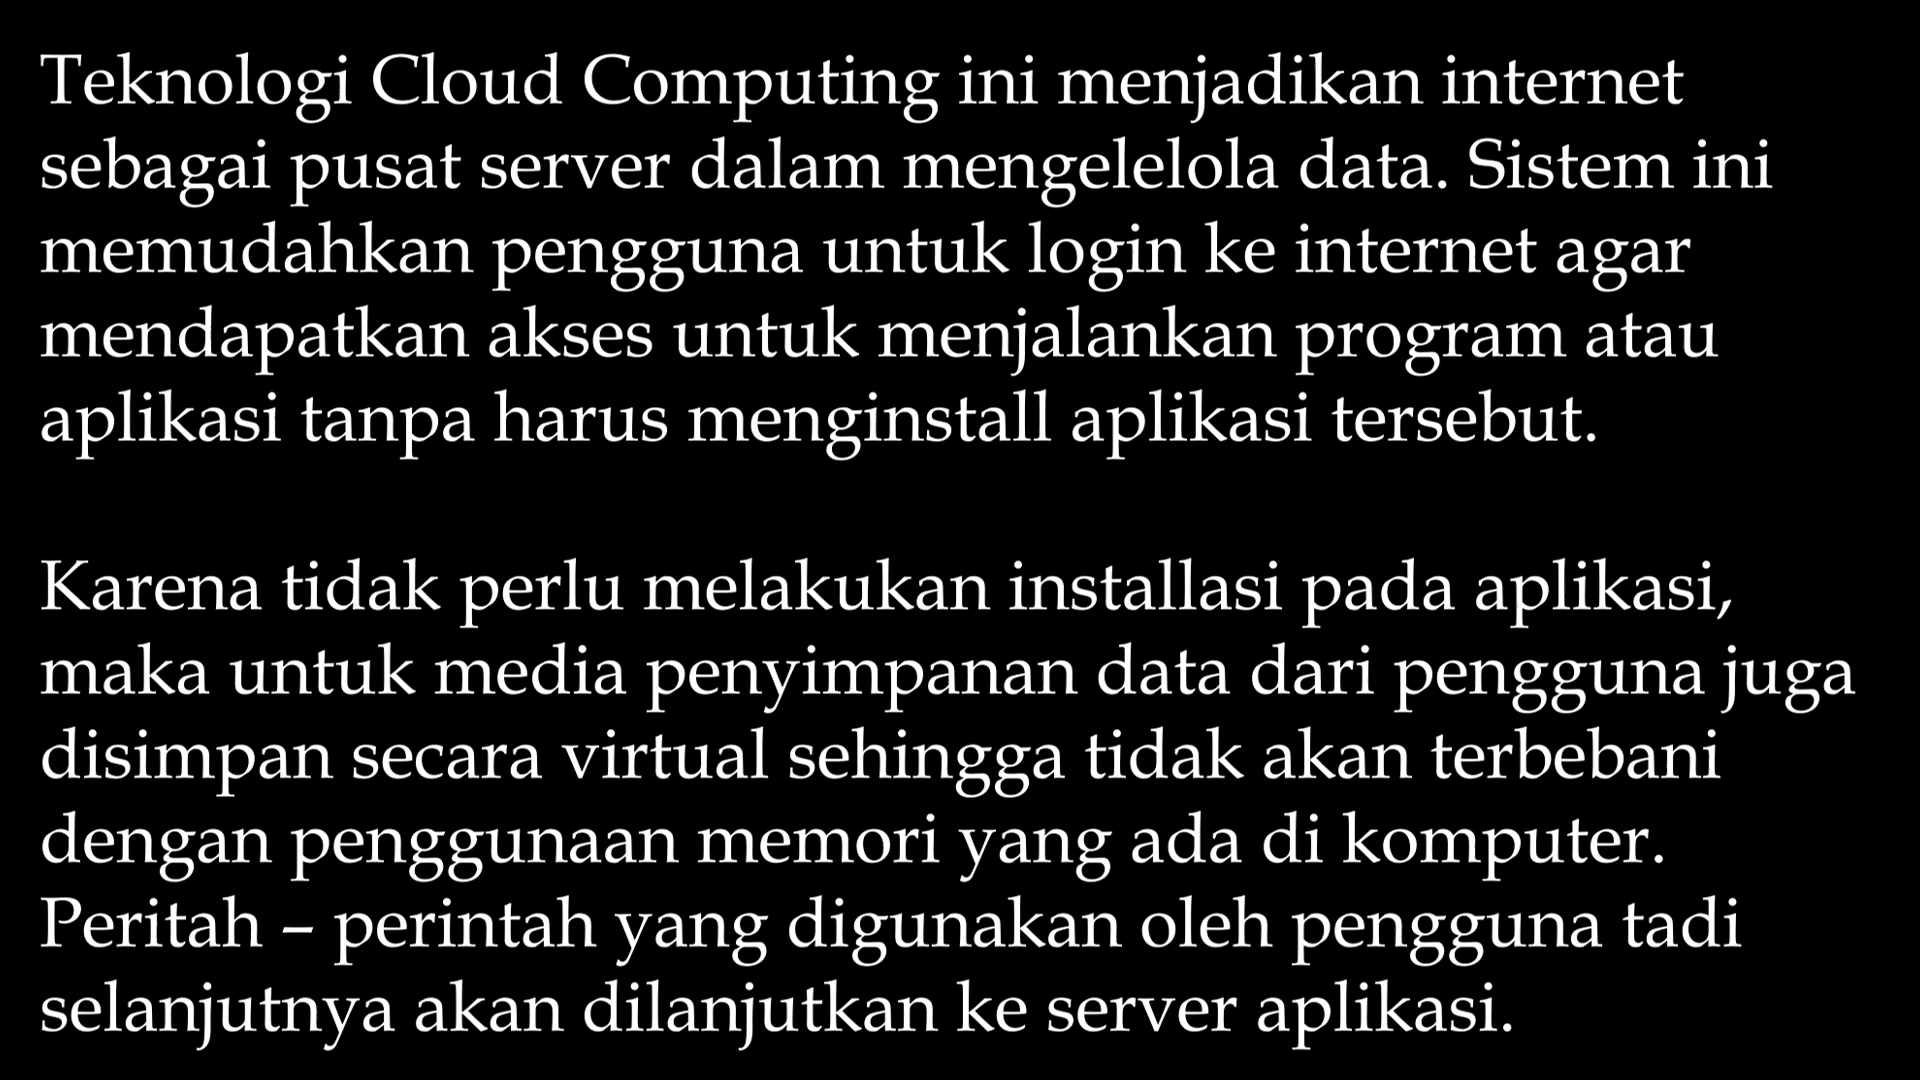 Teknologi Cloud Computing ini menjadikan internet
sebagai pusat server dalam mengelelola data. Sistem ini
memudahkan pengguna untuk login ke internet agar
mendapatkan akses untuk menjalankan program atau
aplikasi tanpa harus menginstall aplikasi tersebut.
Karena tidak perlu melakukan installasi pada aplikasi,
maka untuk media penyimpanan data dari pengguna juga
disimpan secara virtual sehingga tidak akan terbebani
dengan penggunaan memori yang ada di komputer.
Peritah – perintah yang digunakan oleh pengguna tadi
selanjutnya akan dilanjutkan ke server aplikasi.